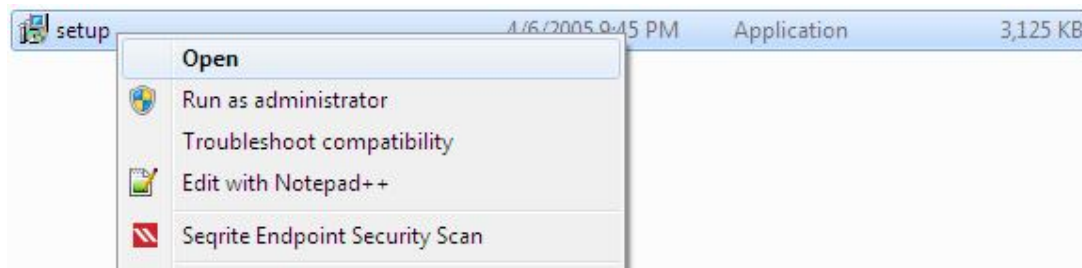 setup 4/6/2005 9:45 PM Application 3,125 KB
Open
Run as administrator
Troubleshoot compatibility
Edit with Notepad++
Seqrite Endpoint Security Scan